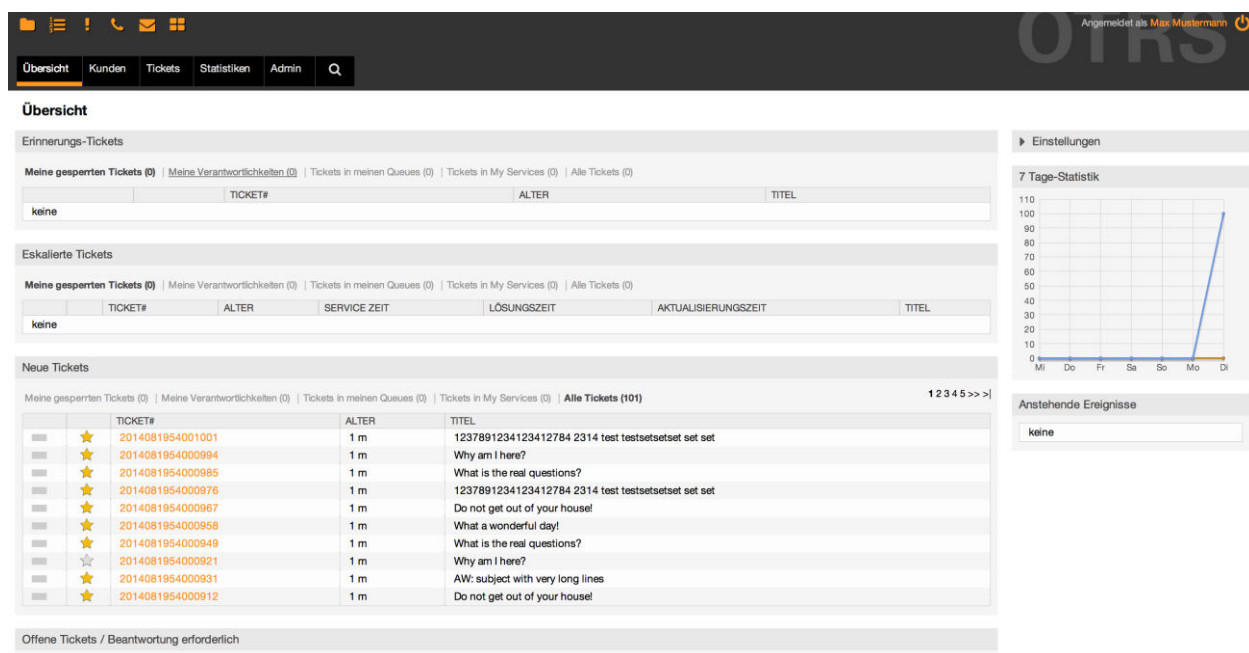 OTRS
Angemeldet als Max Mustermann
Übersicht Kunden Tickets Statistiken Admin
Übersicht
Erinnerungs-Tickets
Meine gesperrten Tickets (0) | Meine Verantwortlichkeiten (0) | Tickets in meinen Queues (0) | Tickets in My Services (0) | Alle Tickets (0)
TICKET# ALTER TITEL
keine
Eskalierte Tickets
Meine gesperrten Tickets (0) | Meine Verantwortlichkeiten (0) | Tickets in meinen Queues (0) | Tickets in My Services (0) | Alle Tickets (0)
TICKET# ALTER SERVICE ZEIT LÖSUNGSZEIT AKTUALISIERUNGSZEIT TITEL
keine
Neue Tickets
Meine gesperrten Tickets (0) | Meine Verantwortlichkeiten (0) | Tickets in meinen Queues (0) | Tickets in My Services (0) | Alle Tickets (101)
1 2 3 4 5 >> >|
TICKET# ALTER TITEL
2014081954001001 1 m 1237891234123412784 2314 test testsetsetset set set
2014081954000994 1 m Why am I here?
2014081954000985 1 m What is the real questions?
2014081954000976 1 m 1237891234123412784 2314 test testsetsetset set set
2014081954000967 1 m Do not get out of your house!
2014081954000958 1 m What a wonderful day!
2014081954000949 1 m What is the real questions?
2014081954000921 1 m Why am I here?
2014081954000931 1 m AW: subject with very long lines
2014081954000912 1 m Do not get out of your house!
Offene Tickets / Beantwortung erforderlich
Einstellungen
7 Tage-Statistik
110
100
90
80
70
60
50
40
30
20
10
0
Mi Do Fr Sa So Mo Di
Anstehende Ereignisse
keine